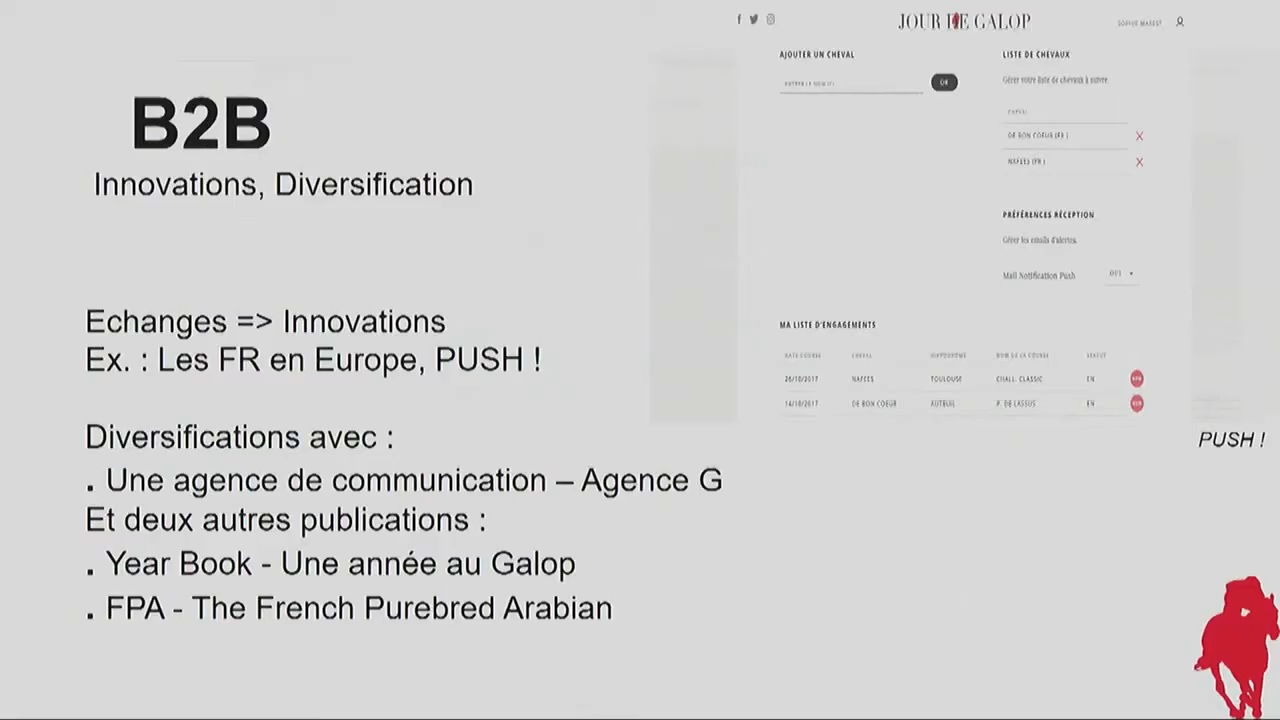 B2B
Innovations, Diversification
Echanges => Innovations
Ex. : Les FR en Europe, PUSH !
Diversifications avec :
. Une agence de communication – Agence G
Et deux autres publications :
. Year Book - Une année au Galop
. FPA - The French Purebred Arabian
JOUR DE GALOP
AJOUTER UN CHEVAL
OK
LISTE DE CHEVAUX
Gérer votre liste de chevaux à suivre.
CHEVAL
DE BON COEUR (FR )
NAFEES (FR )
PRÉFÉRENCES RÉCEPTION
Gérer les emails d'alertes.
Mail Notification Push OUI
MA LISTE D'ENGAGEMENTS
DATE COURSE CHEVAL HIPPODROME NOM DE LA COURSE STATUT
26/10/2017 NAFEES TOULOUSE CHALL. CLASSIC EN
14/10/2017 DE BON COEUR AUTEUIL P. DE LASSUS EN
PUSH !